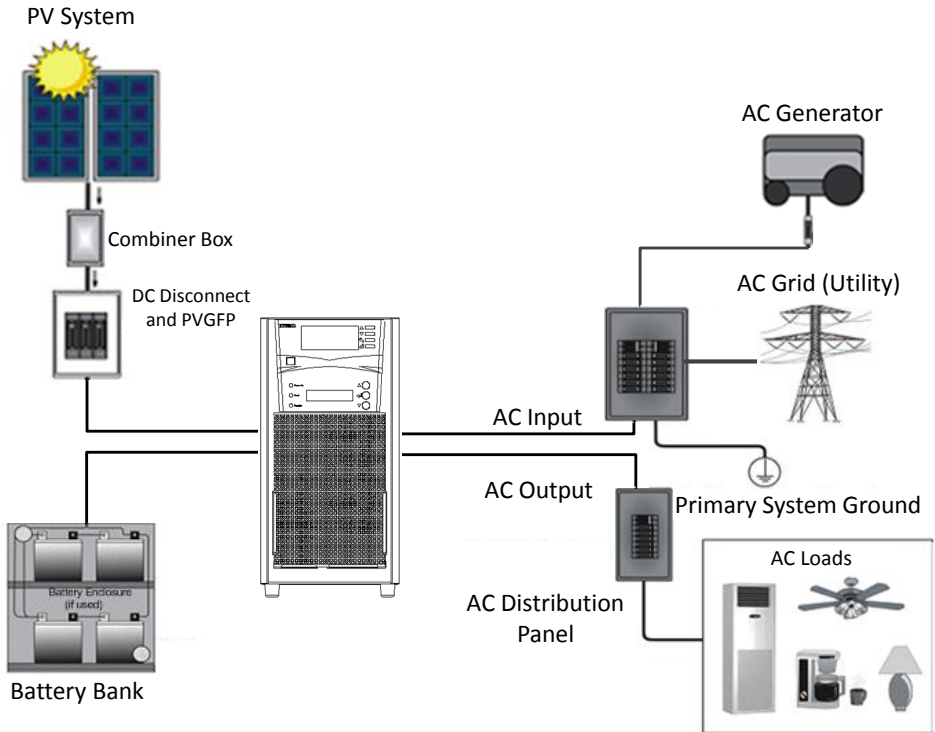 PV System
AC Generator
Combiner Box
DC Disconnect
and PVGFP
AC Grid (Utility)
AC Input
AC Output
Primary System Ground
AC Loads
Battery Enclosure
(if used)
AC Distribution
Panel
Battery Bank